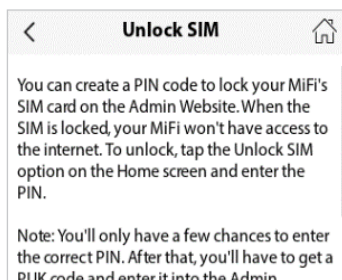 Unlock SIM
You can create a PIN code to lock your MiFi's
SIM card on the Admin Website. When the
SIM is locked, your MiFi won't have access to
the internet. To unlock, tap the Unlock SIM
option on the Home screen and enter the
PIN.
Note: You'll only have a few chances to enter
the correct PIN. After that, you'll have to get a
PUK code and enter it into the Admin